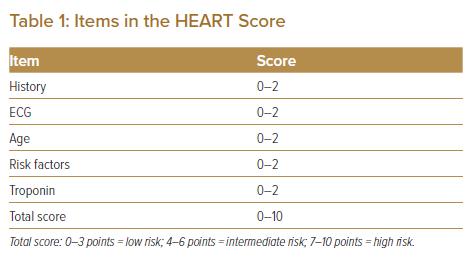 Table 1: Items in the HEART Score
Item Score
History 0–2
ECG 0–2
Age 0–2
Risk factors 0–2
Troponin 0–2
Total score 0–10
Total score: 0–3 points = low risk; 4–6 points = intermediate risk; 7–10 points = high risk.